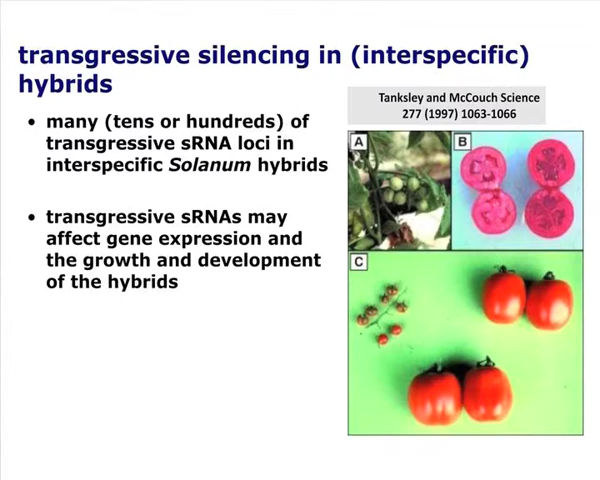 transgressive silencing in (interspecific)
hybrids
• many (tens or hundreds) of
transgressive sRNA loci in
interspecific Solanum hybrids
• transgressive sRNAs may
affect gene expression and
the growth and development
of the hybrids
Tanksley and McCouch Science
277 (1997) 1063-1066
A
B
C